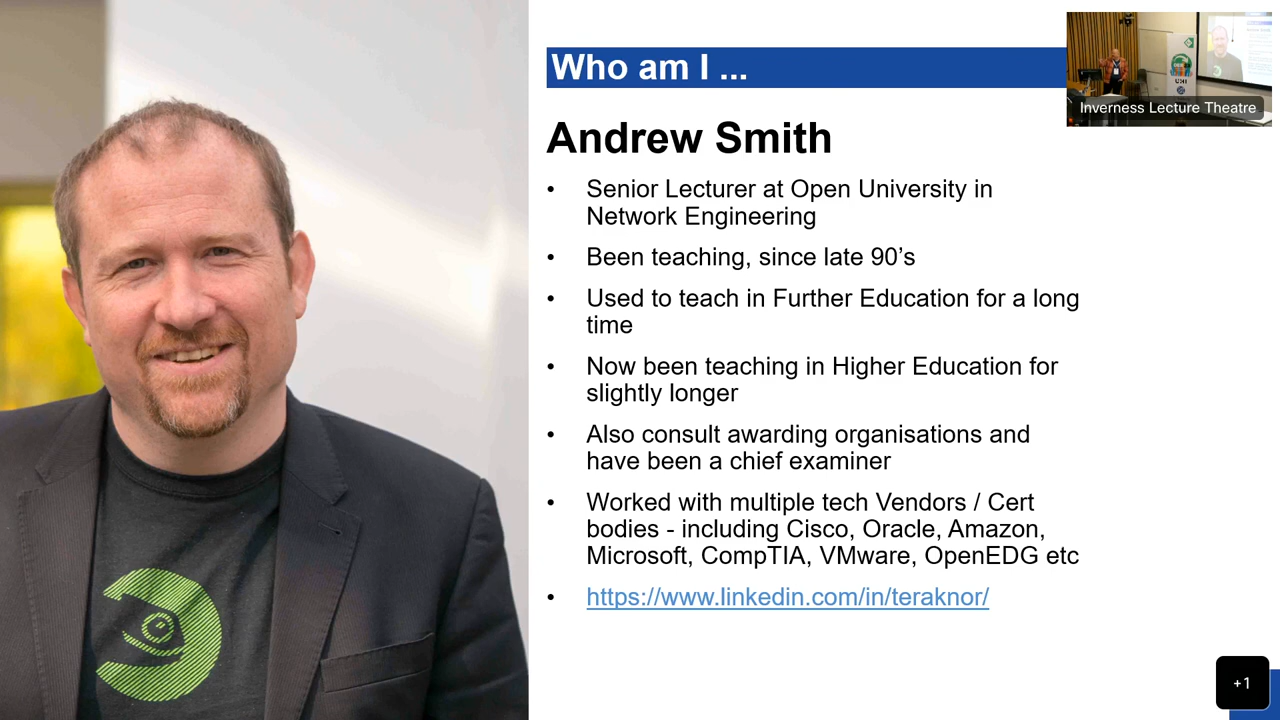 Who am I ...
Inverness Lecture Theatre
Andrew Smith
• Senior Lecturer at Open University in
Network Engineering
• Been teaching, since late 90’s
• Used to teach in Further Education for a long
time
• Now been teaching in Higher Education for
slightly longer
• Also consult awarding organisations and
have been a chief examiner
• Worked with multiple tech Vendors / Cert
bodies - including Cisco, Oracle, Amazon,
Microsoft, CompTIA, VMware, OpenEDG etc
• https://www.linkedin.com/in/teraknor/
+1